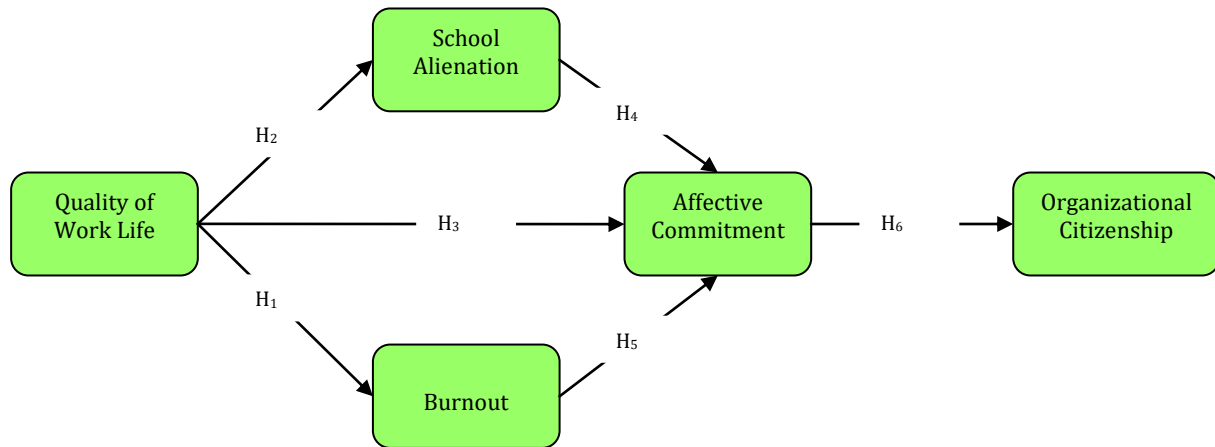 School
Alienation
H₂
H₄
Quality of
Work Life
H₃
Affective
Commitment
H₆
Organizational
Citizenship
H₁
H₅
Burnout